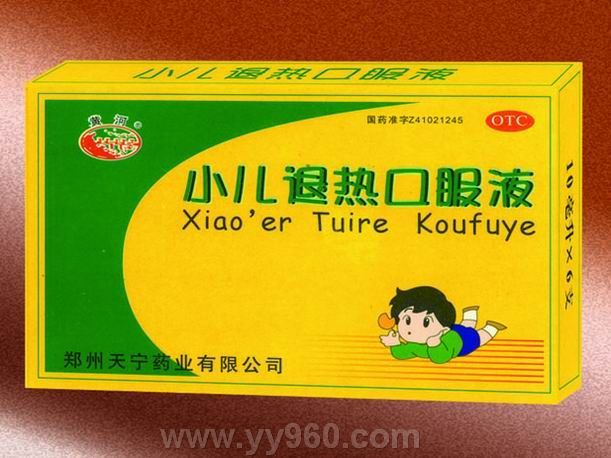 小儿退热口服液
黄河®
国药准字Z41021245
OTC
小儿退热口服液
Xiao'er Tuire Koufuye
10毫升×6支
郑州天宁药业有限公司
www.yy960.com